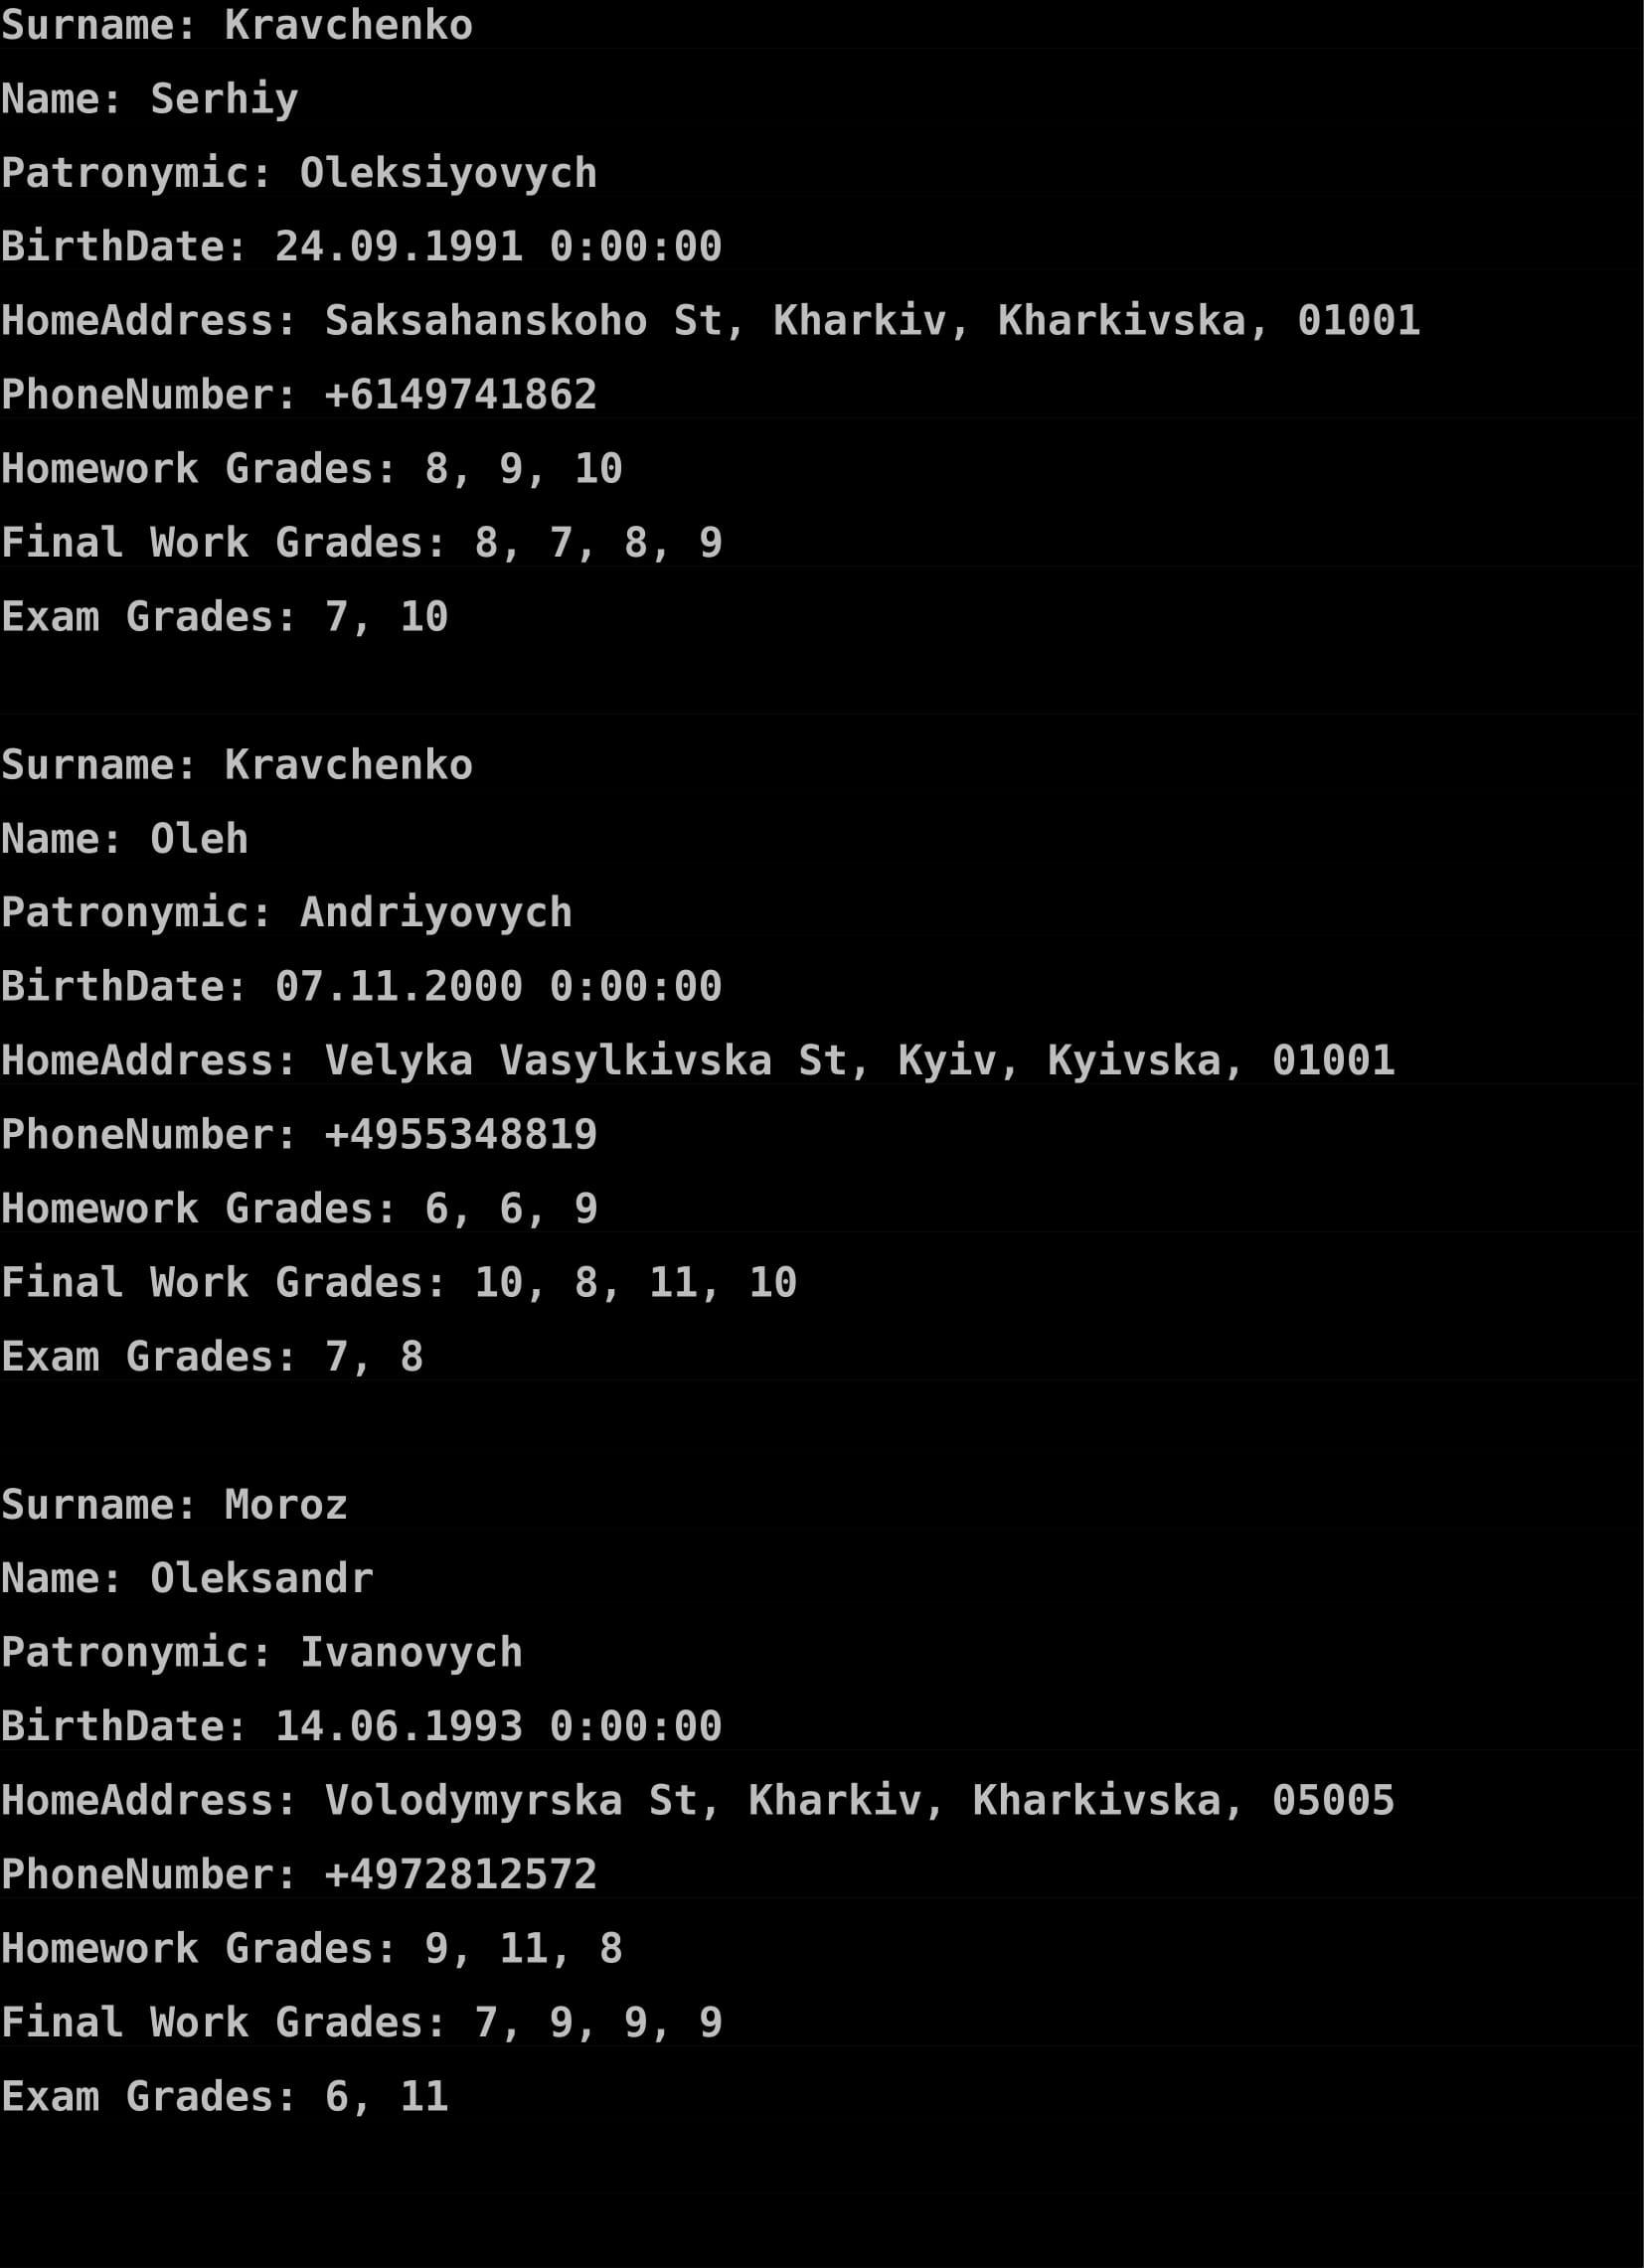 Surname: Kravchenko
Name: Serhiy
Patronymic: Oleksiyovych
BirthDate: 24.09.1991 0:00:00
HomeAddress: Saksahanskoho St, Kharkiv, Kharkivska, 01001
PhoneNumber: +6149741862
Homework Grades: 8, 9, 10
Final Work Grades: 8, 7, 8, 9
Exam Grades: 7, 10
Surname: Kravchenko
Name: Oleh
Patronymic: Andriyovych
BirthDate: 07.11.2000 0:00:00
HomeAddress: Velyka Vasylkivska St, Kyiv, Kyivska, 01001
PhoneNumber: +4955348819
Homework Grades: 6, 6, 9
Final Work Grades: 10, 8, 11, 10
Exam Grades: 7, 8
Surname: Moroz
Name: Oleksandr
Patronymic: Ivanovych
BirthDate: 14.06.1993 0:00:00
HomeAddress: Volodymyrska St, Kharkiv, Kharkivska, 05005
PhoneNumber: +4972812572
Homework Grades: 9, 11, 8
Final Work Grades: 7, 9, 9, 9
Exam Grades: 6, 11